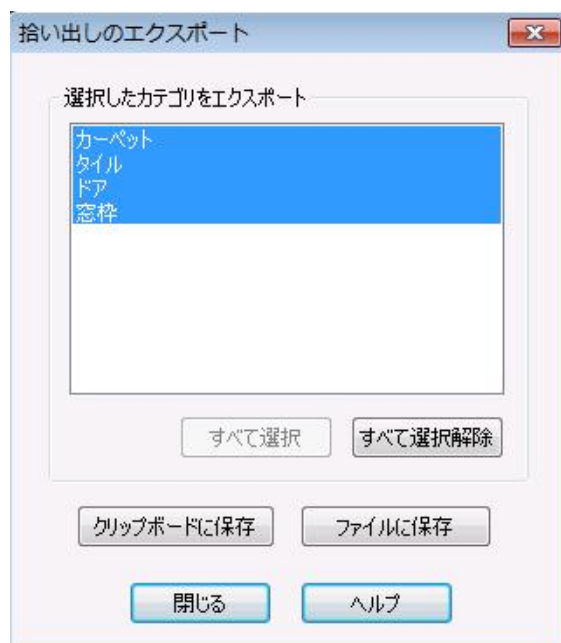 拾い出しのエクスポート
選択したカテゴリをエクスポート
カーペット
タイル
ドア
窓枠
すべて選択
すべて選択解除
クリップボードに保存
ファイルに保存
閉じる
ヘルプ